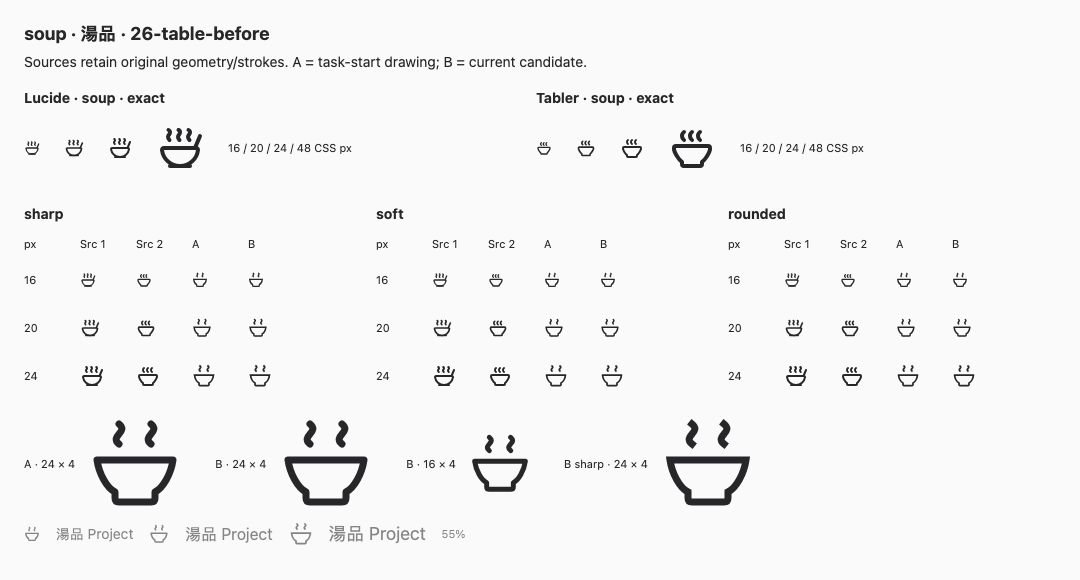 soup · 湯品 · 26-table-before
Sources retain original geometry/strokes. A = task-start drawing; B = current candidate.
Lucide · soup · exact
Tabler · soup · exact
16 / 20 / 24 / 48 CSS px
16 / 20 / 24 / 48 CSS px
sharp
soft
rounded
px Src 1 Src 2 A B
px Src 1 Src 2 A B
px Src 1 Src 2 A B
16
16
16
20
20
20
24
24
24
A · 24 × 4
B · 24 × 4
B · 16 × 4
B sharp · 24 × 4
湯品 Project
湯品 Project
湯品 Project
55%